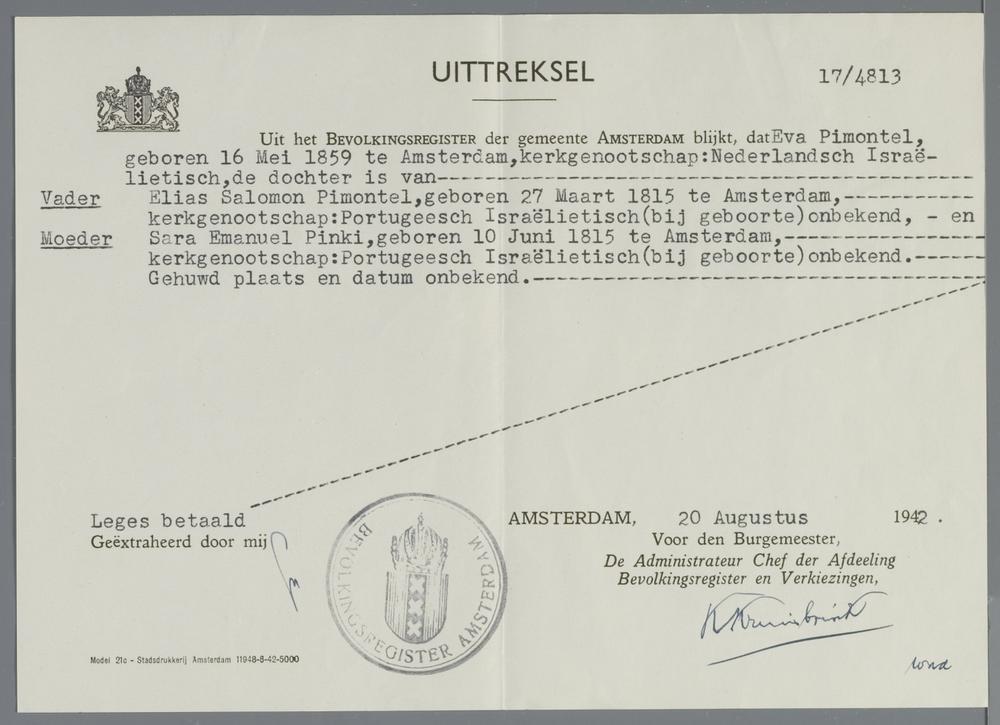 UITTREKSEL
17/4813
Uit het BEVOLKINGSREGISTER der gemeente AMSTERDAM blijkt, dat Eva Pimontel,
geboren 16 Mei 1859 te Amsterdam,kerkgenootschap:Nederlandsch Israë-
lietisch,de dochter is van---
Vader Elias Salomon Pimontel,geboren 27 Maart 1815 te Amsterdam,---
kerkgenootschap:Portugeesch Israëlietisch(bij geboorte)onbekend, - en
Moeder Sara Emanuel Pinki,geboren 10 Juni 1815 te Amsterdam,---
kerkgenootschap:Portugeesch Israëlietisch(bij geboorte)onbekend.---
Gehuwd plaats en datum onbekend.---
Leges betaald
Geëxtraheerd door mij
BEVOLKINGSREGISTER AMSTERDAM
AMSTERDAM, 20 Augustus 1942.
Voor den Burgemeester,
De Administrateur Chef der Afdeeling
Bevolkingsregister en Verkiezingen,
Model 21c - Stadsdrukkerij Amsterdam 11948-8-42-5000